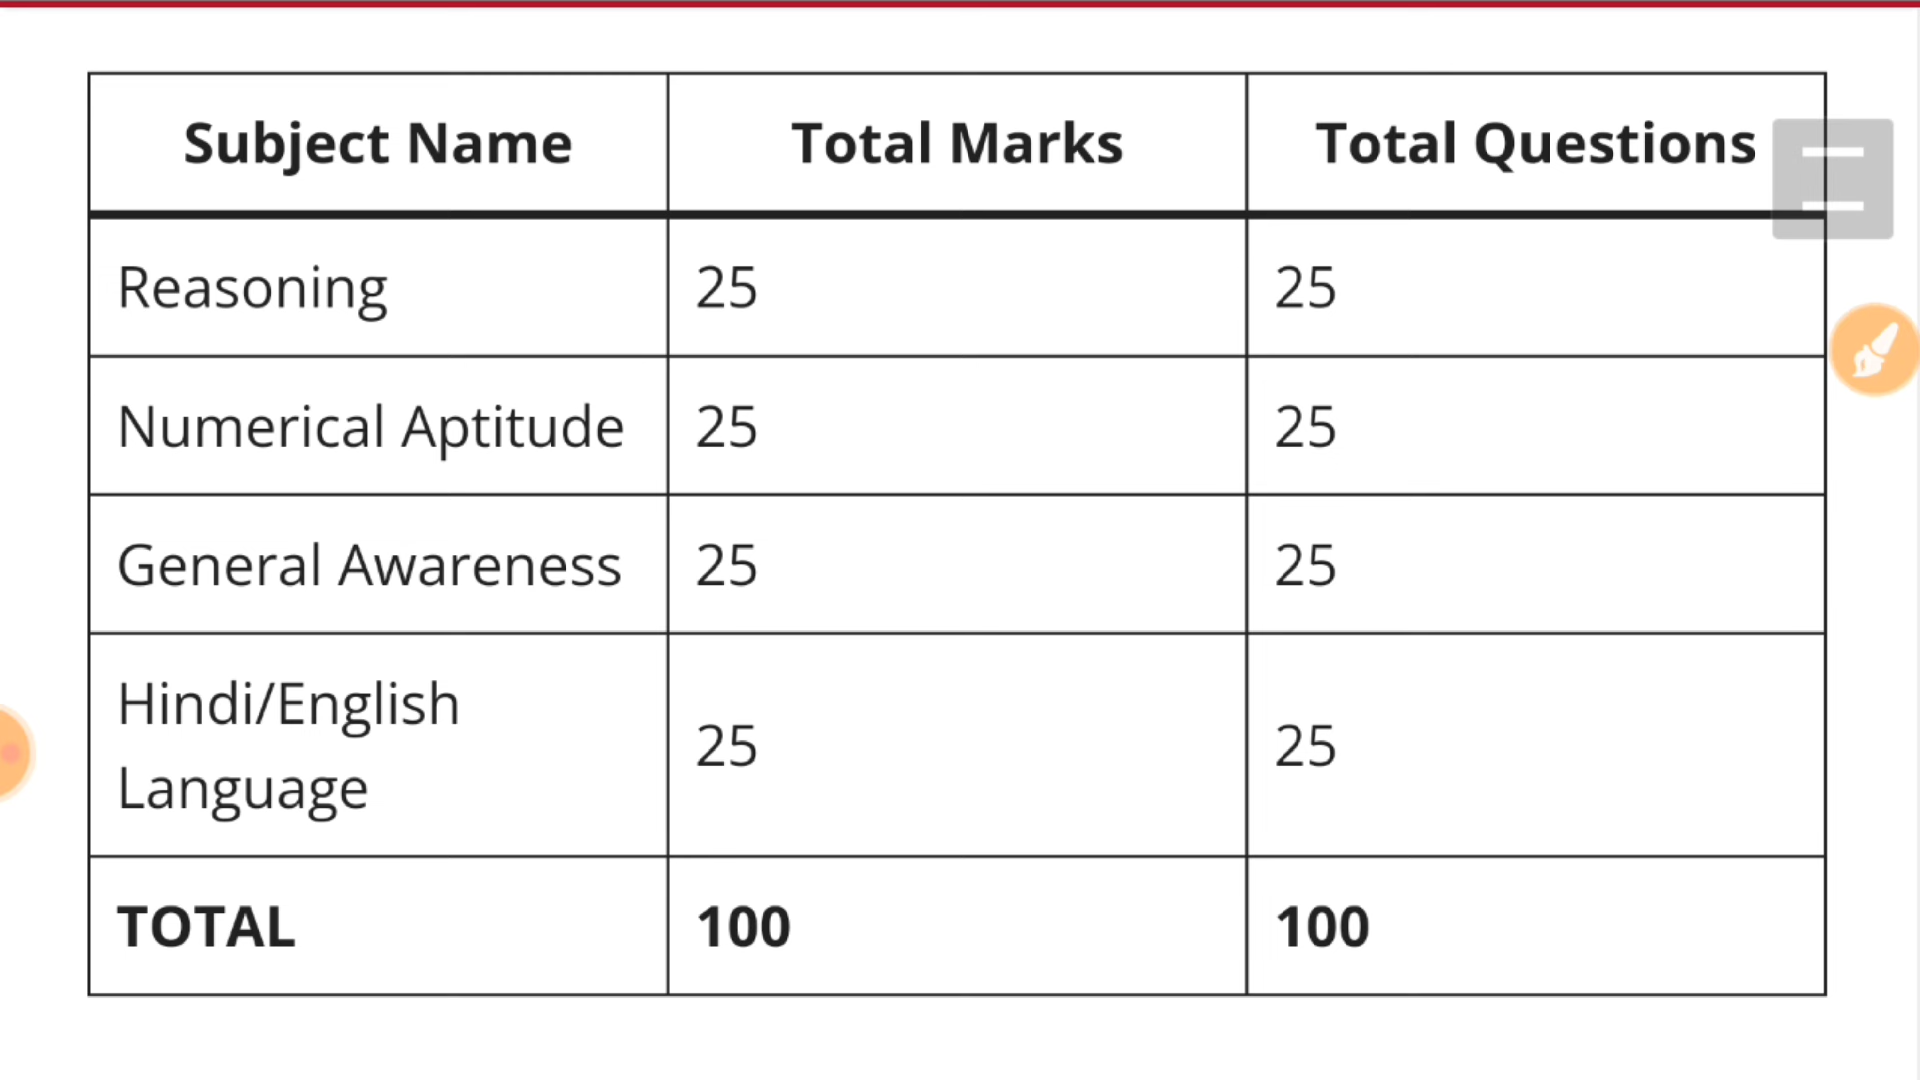 Subject Name Total Marks Total Questions
Reasoning 25 25
Numerical Aptitude 25 25
General Awareness 25 25
Hindi/English
Language 25 25
TOTAL 100 100